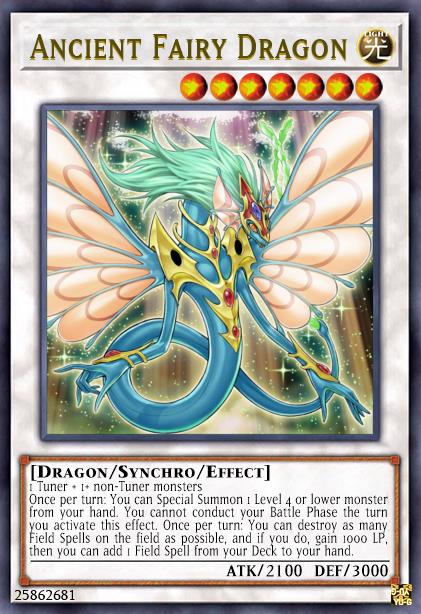 ANCIENT FAIRY DRAGON
LIGHT
光
[DRAGON/SYNCHRO/EFFECT]
1 Tuner + 1+ non-Tuner monsters
Once per turn: You can Special Summon 1 Level 4 or lower monster
from your hand. You cannot conduct your Battle Phase the turn
you activate this effect. Once per turn: You can destroy as many
Field Spells on the field as possible, and if you do, gain 1000 LP,
then you can add 1 Field Spell from your Deck to your hand.
ATK/2100 DEF/3000
25862681